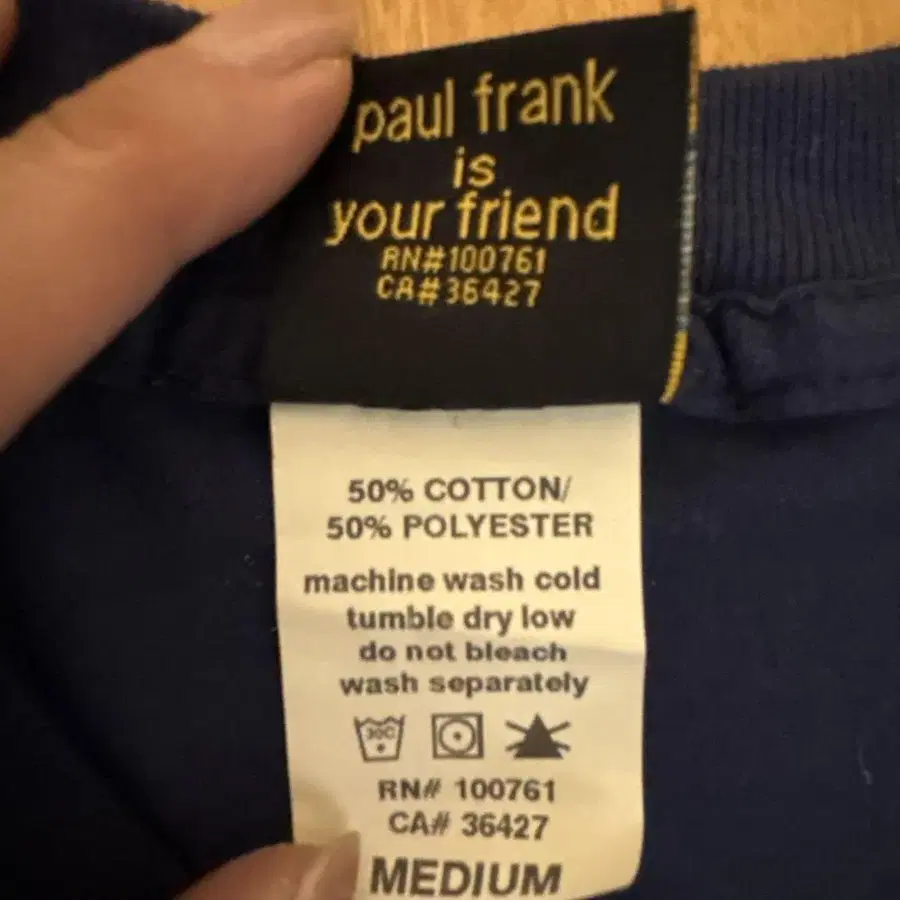 paul frank
is
your friend
RN#100761
CA#36427
50% COTTON/
50% POLYESTER
machine wash cold
tumble dry low
do not bleach
wash separately
30C
RN# 100761
CA# 36427
MEDIUM